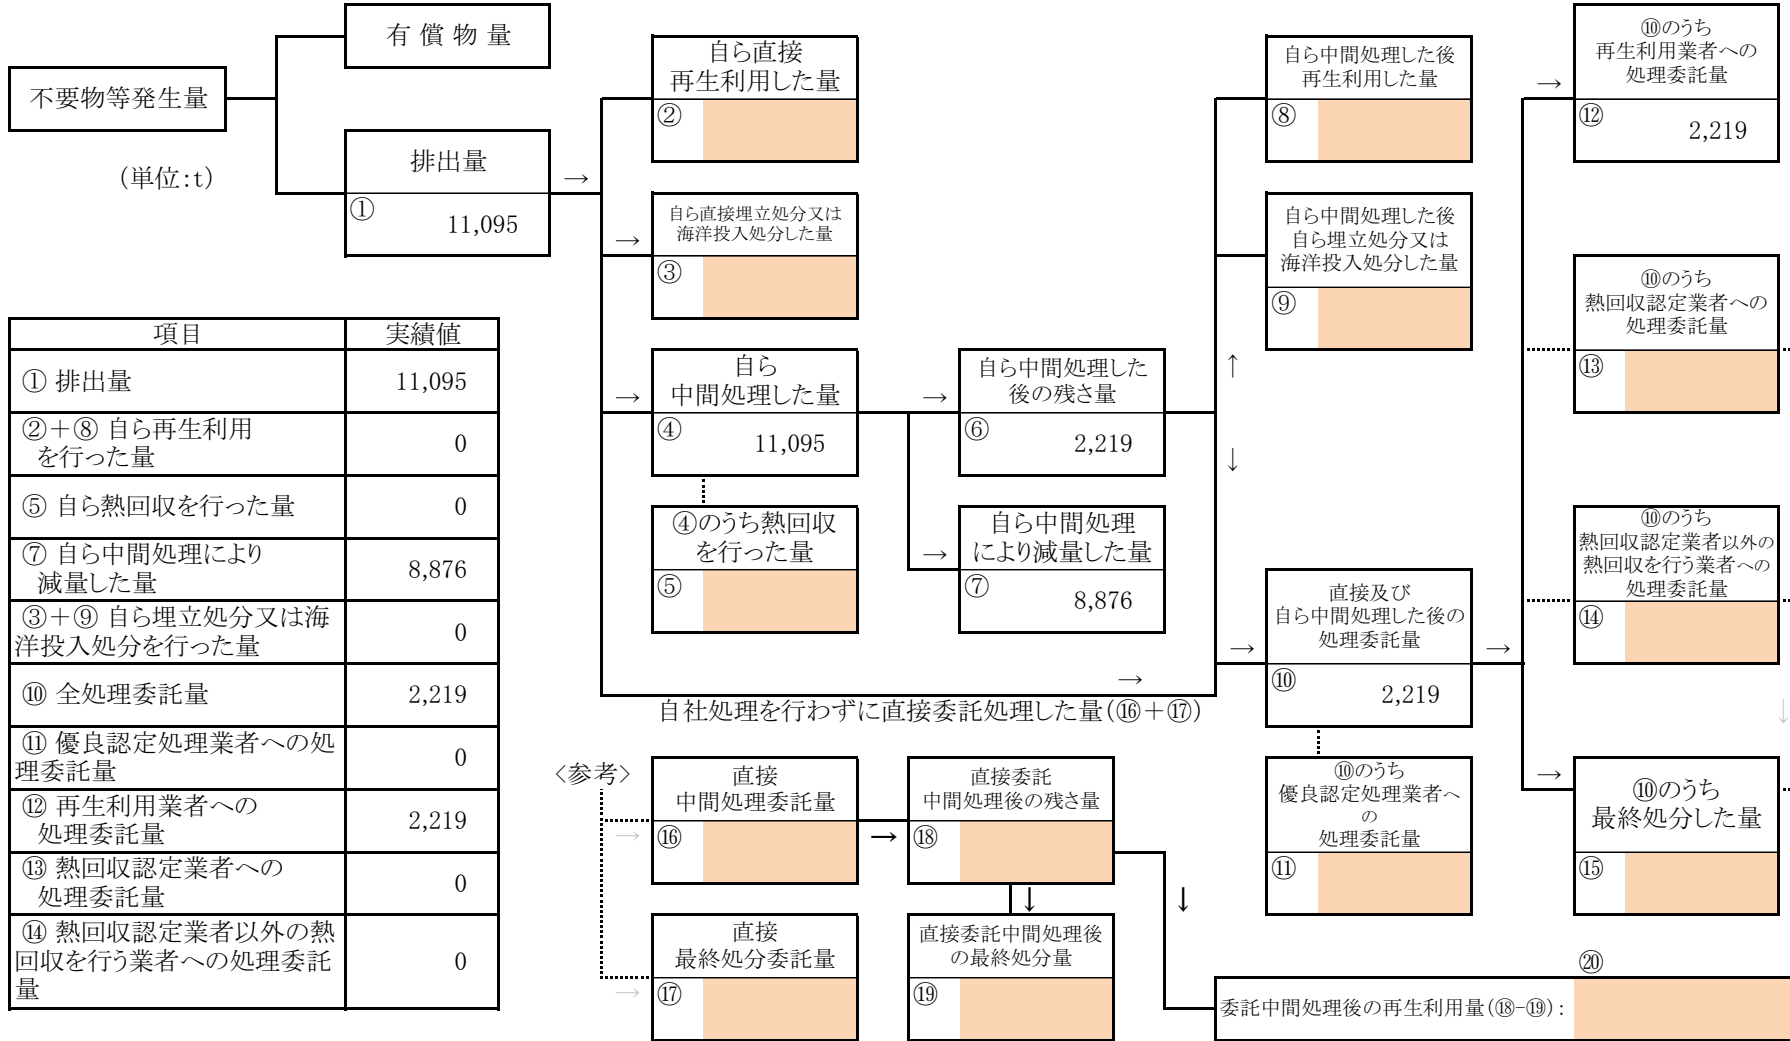 有 償 物 量
不要物等発生量
(単位:t)
排出量
①
11,095
→
自ら直接
再生利用した量
②
→
自ら直接埋立処分又は
海洋投入処分した量
③
→
自ら
中間処理した量
④
11,095
④のうち熱回収
を行った量
⑤
→
自ら中間処理した
後の残さ量
⑥
2,219
→
自ら中間処理
により減量した量
⑦
8,876
↑
↓
自ら中間処理した後
再生利用した量
⑧
自ら中間処理した後
自ら埋立処分又は
海洋投入処分した量
⑨
→
自社処理を行わずに直接委託処理した量(⑯+⑰)
→
直接及び
自ら中間処理した後の
処理委託量
⑩
2,219
→
⑩のうち
優良認定処理業者へ
の
処理委託量
⑪
→
⑩のうち
再生利用業者への
処理委託量
⑫
2,219
⑩のうち
熱回収認定業者への
処理委託量
⑬
⑩のうち
熱回収認定業者以外の
熱回収を行う業者への
処理委託量
⑭
↓
→
⑩のうち
最終処分した量
⑮
項目 実績値
① 排出量 11,095
②+⑧ 自ら再生利用
を行った量 0
⑤ 自ら熱回収を行った量 0
⑦ 自ら中間処理により
減量した量 8,876
③+⑨ 自ら埋立処分又は海
洋投入処分を行った量 0
⑩ 全処理委託量 2,219
⑪ 優良認定処理業者への処
理委託量 0
⑫ 再生利用業者への
処理委託量 2,219
⑬ 熱回収認定業者への
処理委託量 0
⑭ 熱回収認定業者以外の熱
回収を行う業者への処理委託
量 0
<参考>
→
直接
中間処理委託量
⑯
→
直接委託
中間処理後の残さ量
⑱
↓
↓
→
直接
最終処分委託量
⑰
直接委託中間処理後
の最終処分量
⑲
⑳
委託中間処理後の再生利用量(⑱-⑲):